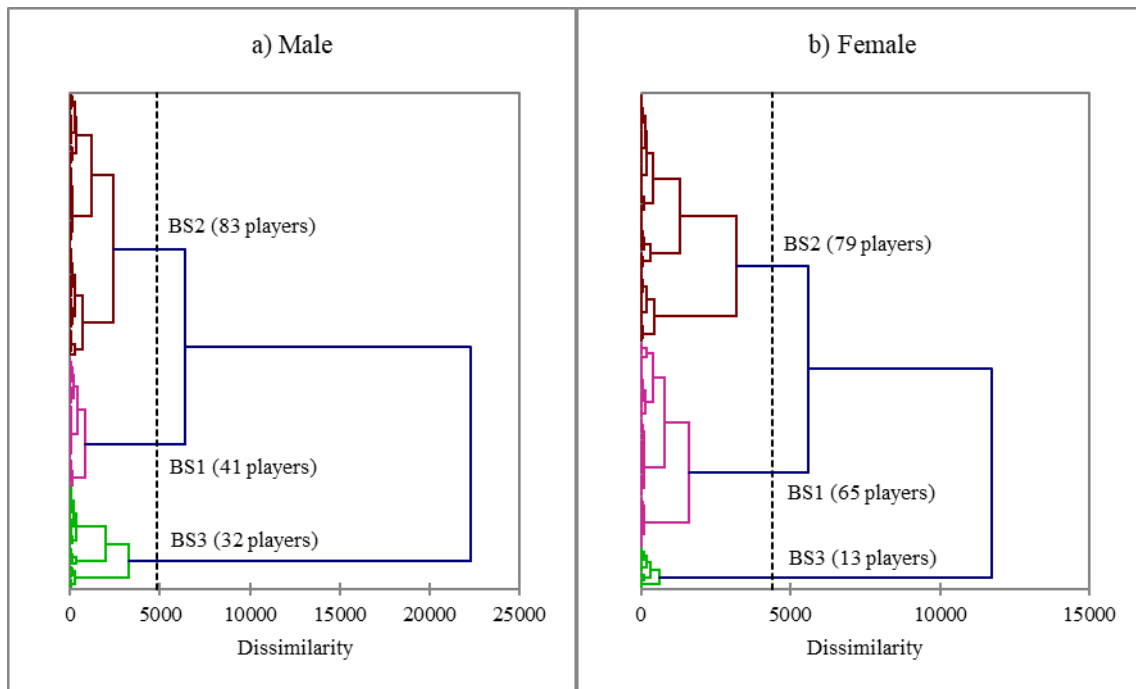 a) Male
BS2 (83 players)
BS1 (41 players)
BS3 (32 players)
0 5000 10000 15000 20000 25000
Dissimilarity
b) Female
BS2 (79 players)
BS1 (65 players)
BS3 (13 players)
0 5000 10000 15000
Dissimilarity